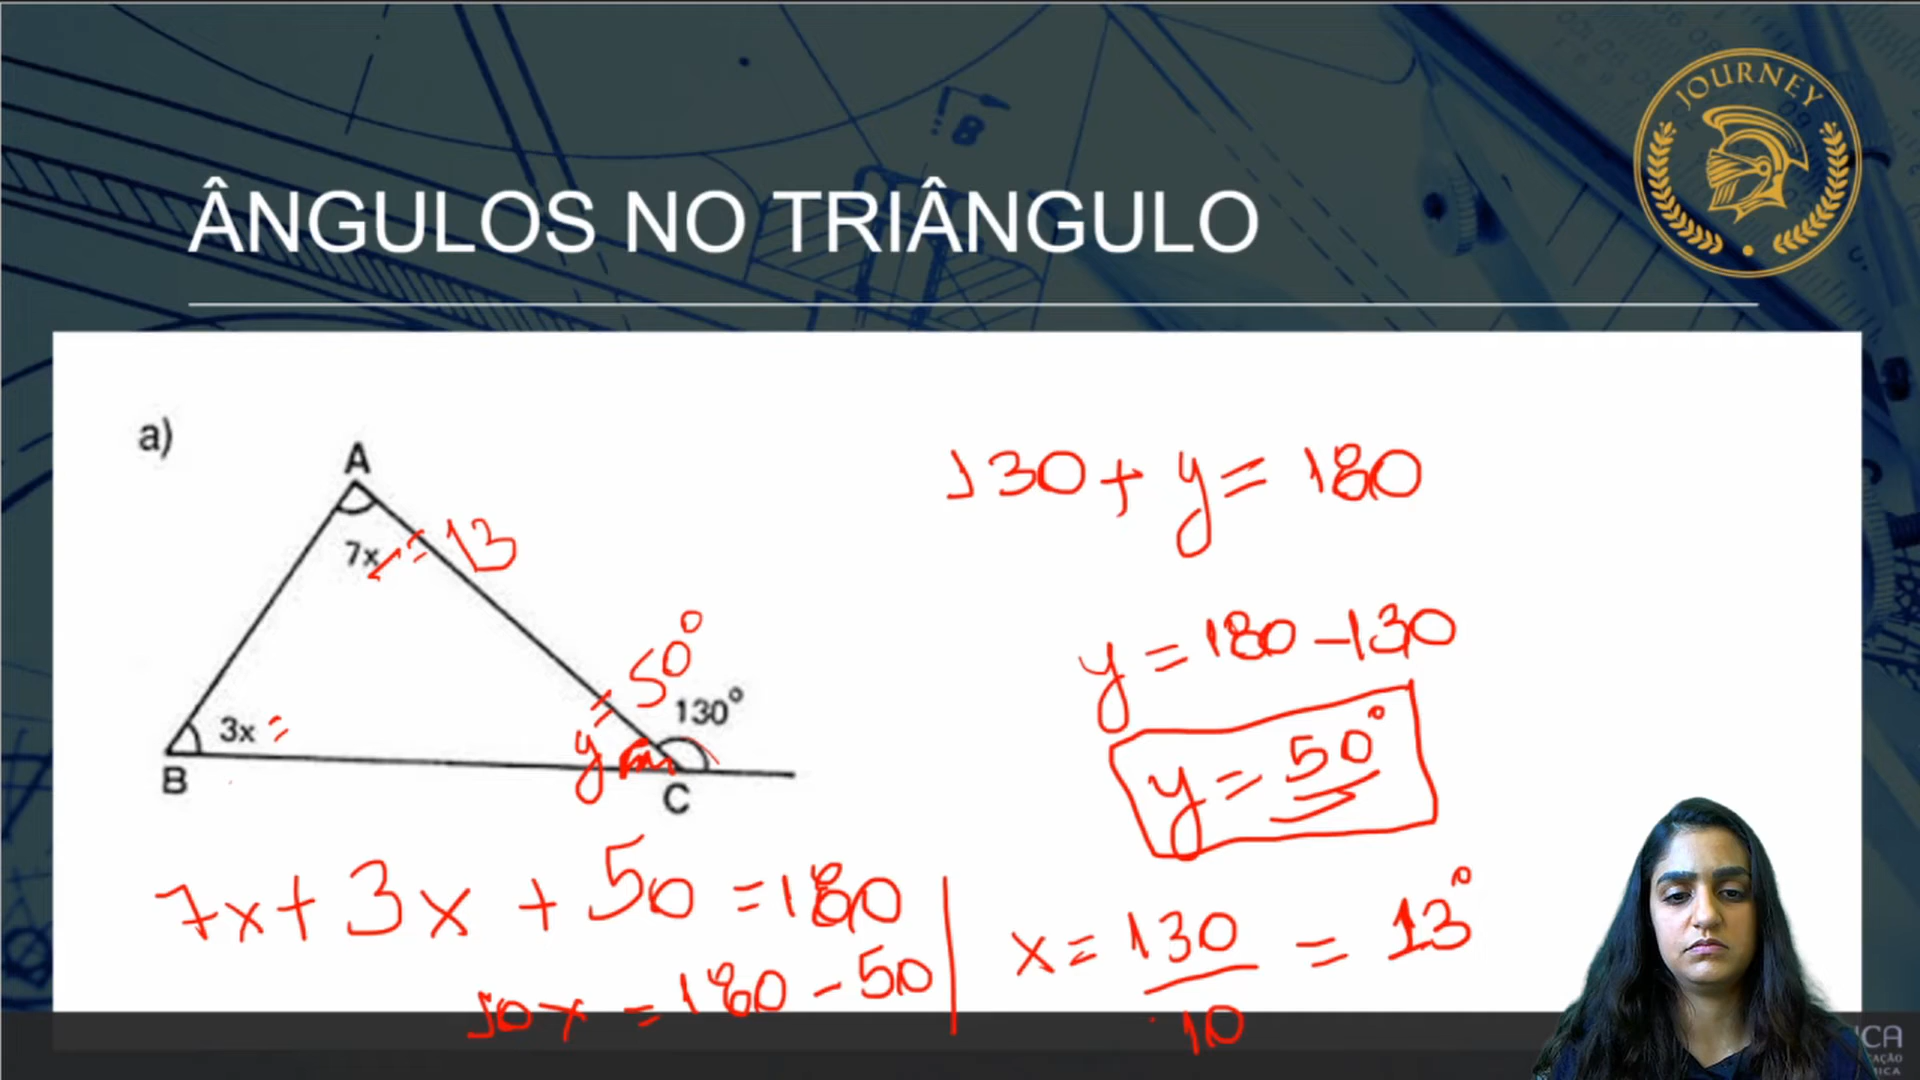 JOURNEY
ÂNGULOS NO TRIÂNGULO
a)
A
7x = 13
130 + y = 180
50°
y = 180 - 130
130°
3x =
y =
B
C
y = 50°
7x + 3x + 50 = 180
x = 130 / 10 = 13°
10x = 180 - 50